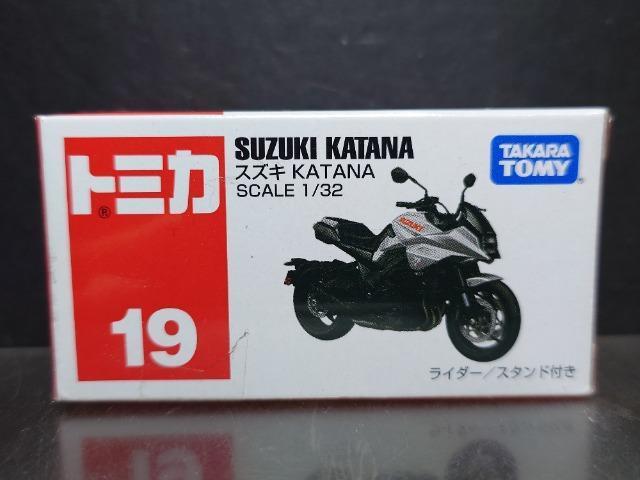 トミカ
®
19
SUZUKI KATANA
スズキ KATANA
SCALE 1/32
TAKARA
TOMY
SUZUKI
ライダー／スタンド付き